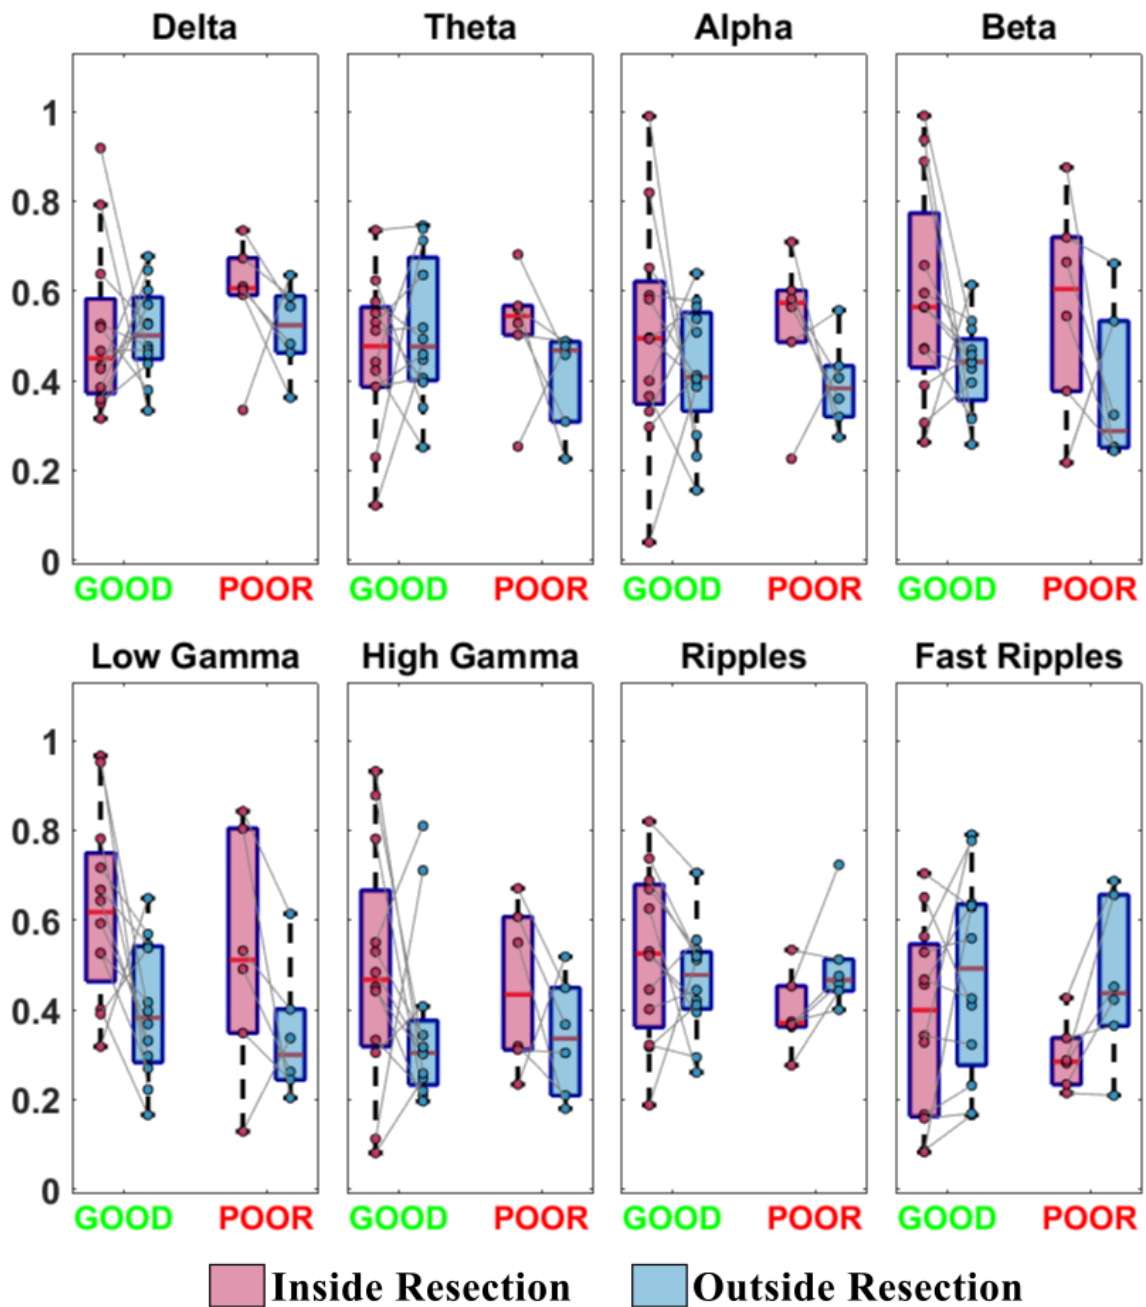 Delta Theta Alpha Beta
1
0.8
0.6
0.4
0.2
0
GOOD POOR GOOD POOR GOOD POOR GOOD POOR
Low Gamma High Gamma Ripples Fast Ripples
1
0.8
0.6
0.4
0.2
0
GOOD POOR GOOD POOR GOOD POOR GOOD POOR
Inside Resection Outside Resection